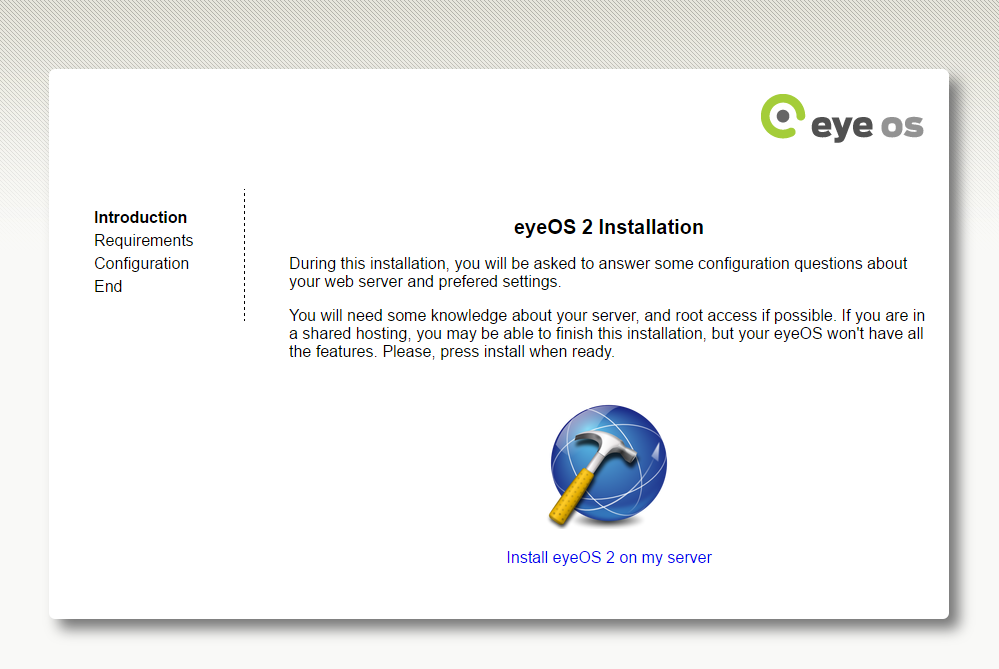 eye os
Introduction
Requirements
Configuration
End
eyeOS 2 Installation
During this installation, you will be asked to answer some configuration questions about
your web server and prefered settings.
You will need some knowledge about your server, and root access if possible. If you are in
a shared hosting, you may be able to finish this installation, but your eyeOS won't have all
the features. Please, press install when ready.
Install eyeOS 2 on my server